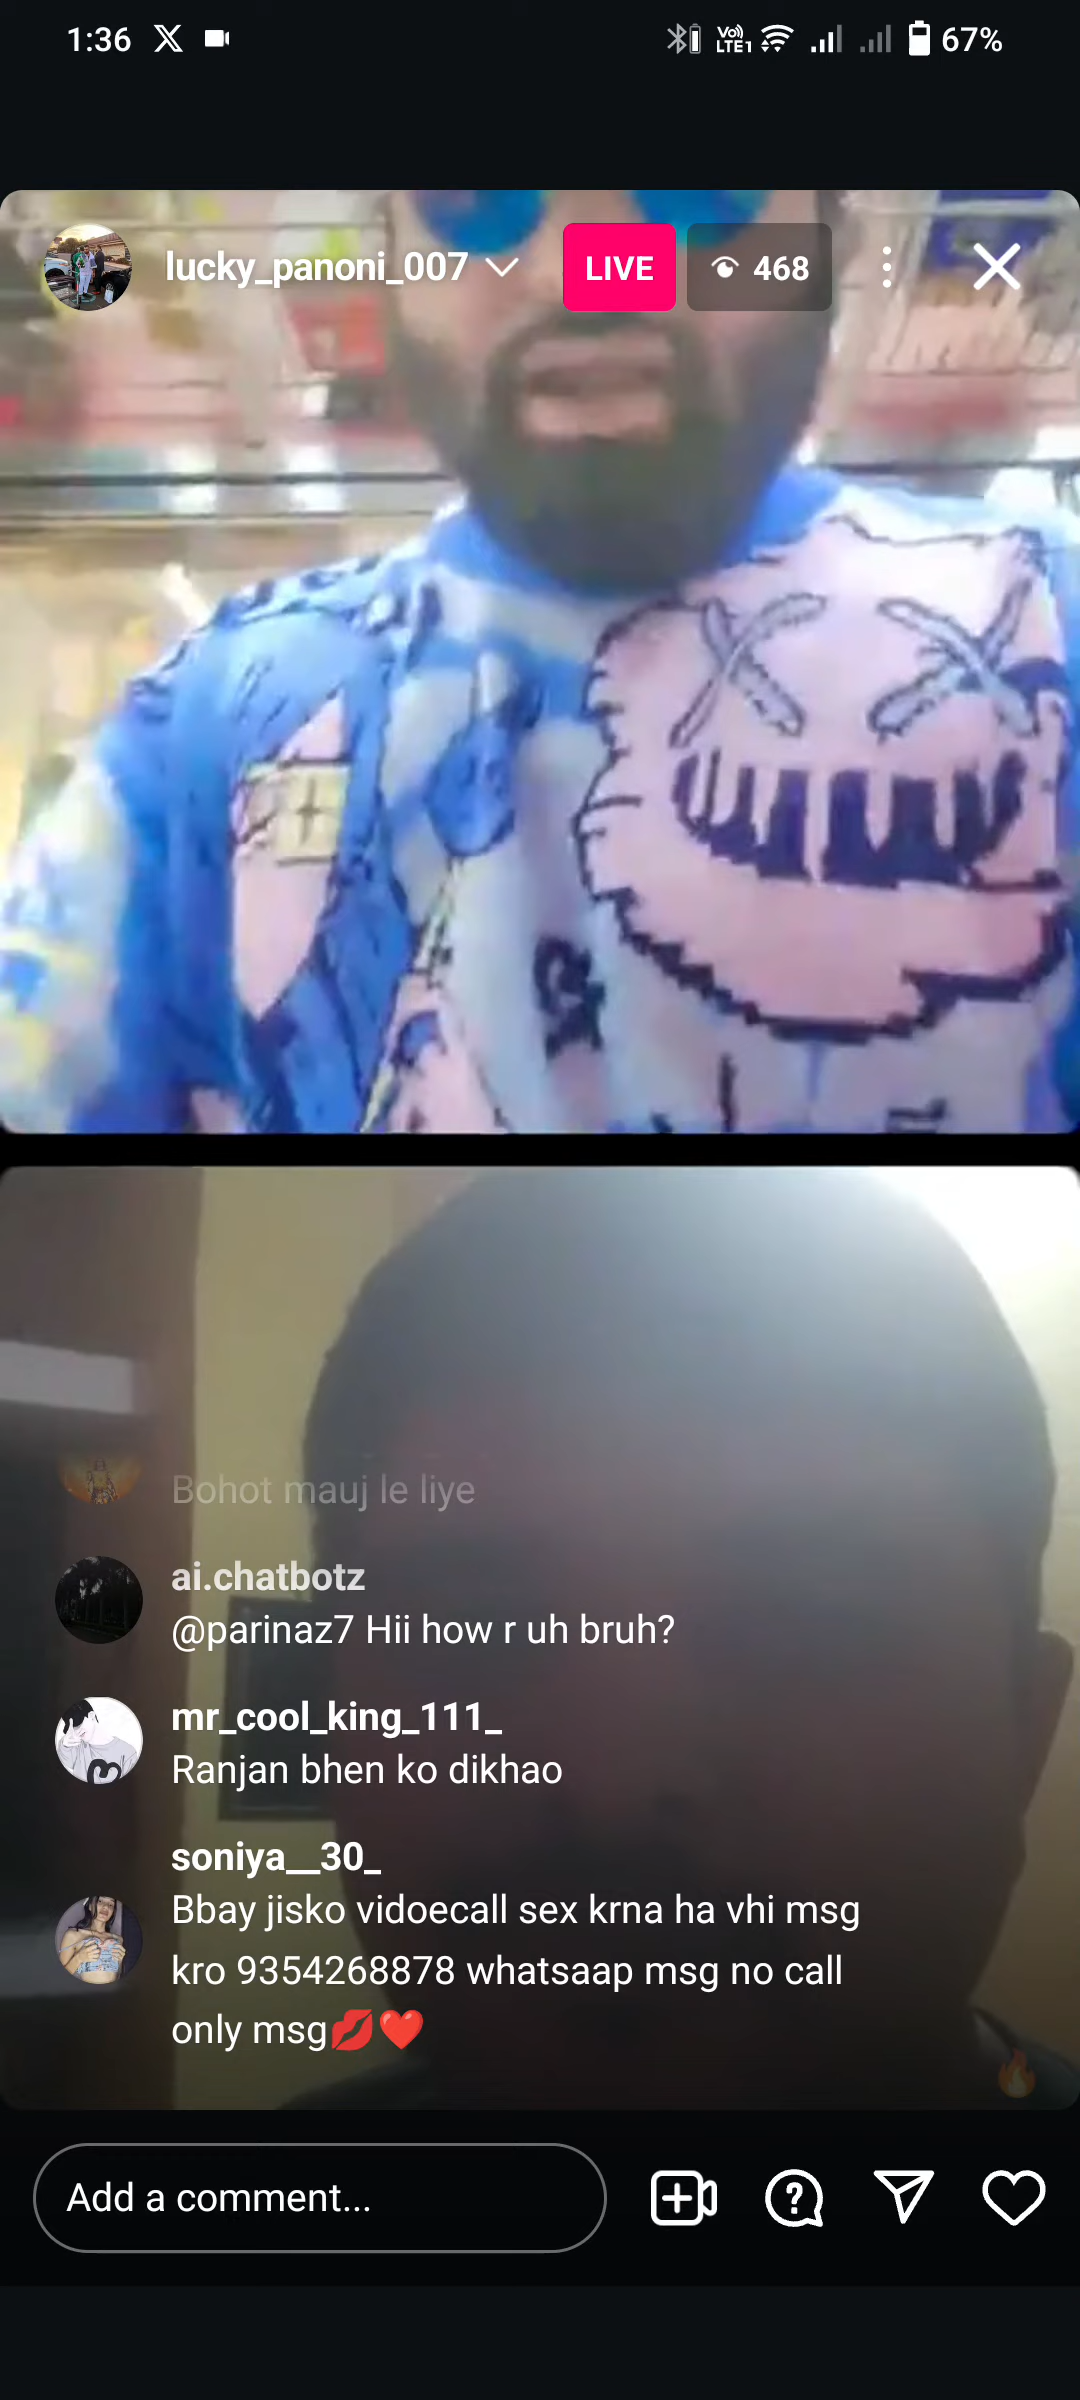 1:36
VoLTE1
67%
lucky_panoni_007
LIVE
468
Bohot mauj le liye
ai.chatbotz
@parinaz7 Hii how r uh bruh?
mr_cool_king_111_
Ranjan bhen ko dikhao
soniya__30_
Bbay jisko vidoecall sex krna ha vhi msg
kro 9354268878 whatsaap msg no call
only msg💋❤️
Add a comment...